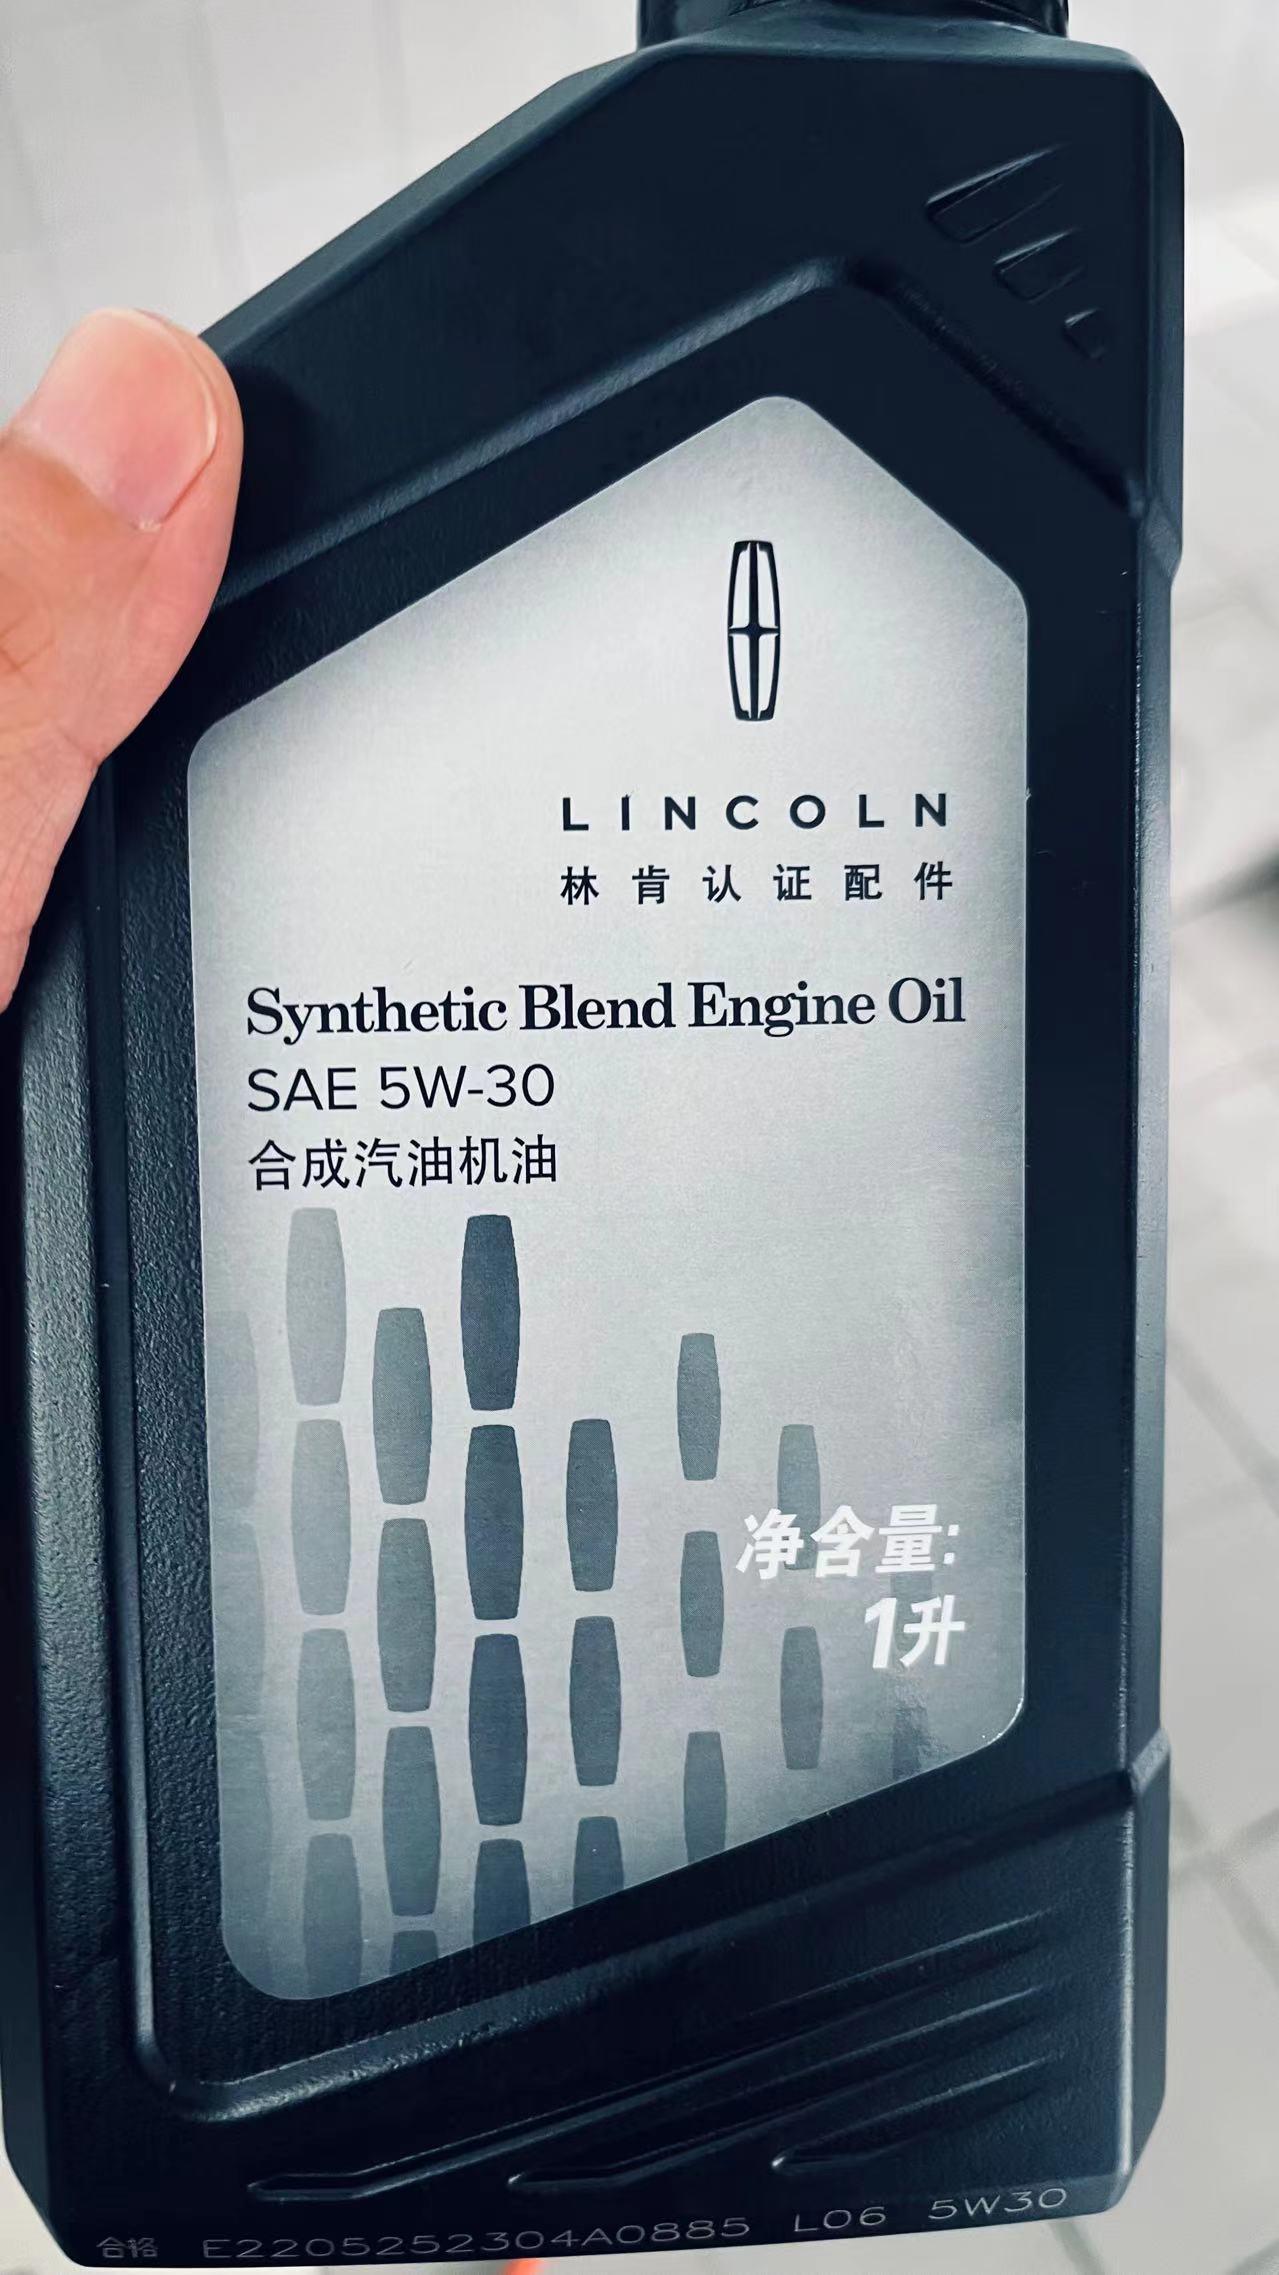 LINCOLN
林肯认证配件
Synthetic Blend Engine Oil
SAE 5W-30
合成汽油机油
净含量:
1升
合格 E2205252304A0885 L06 5W30